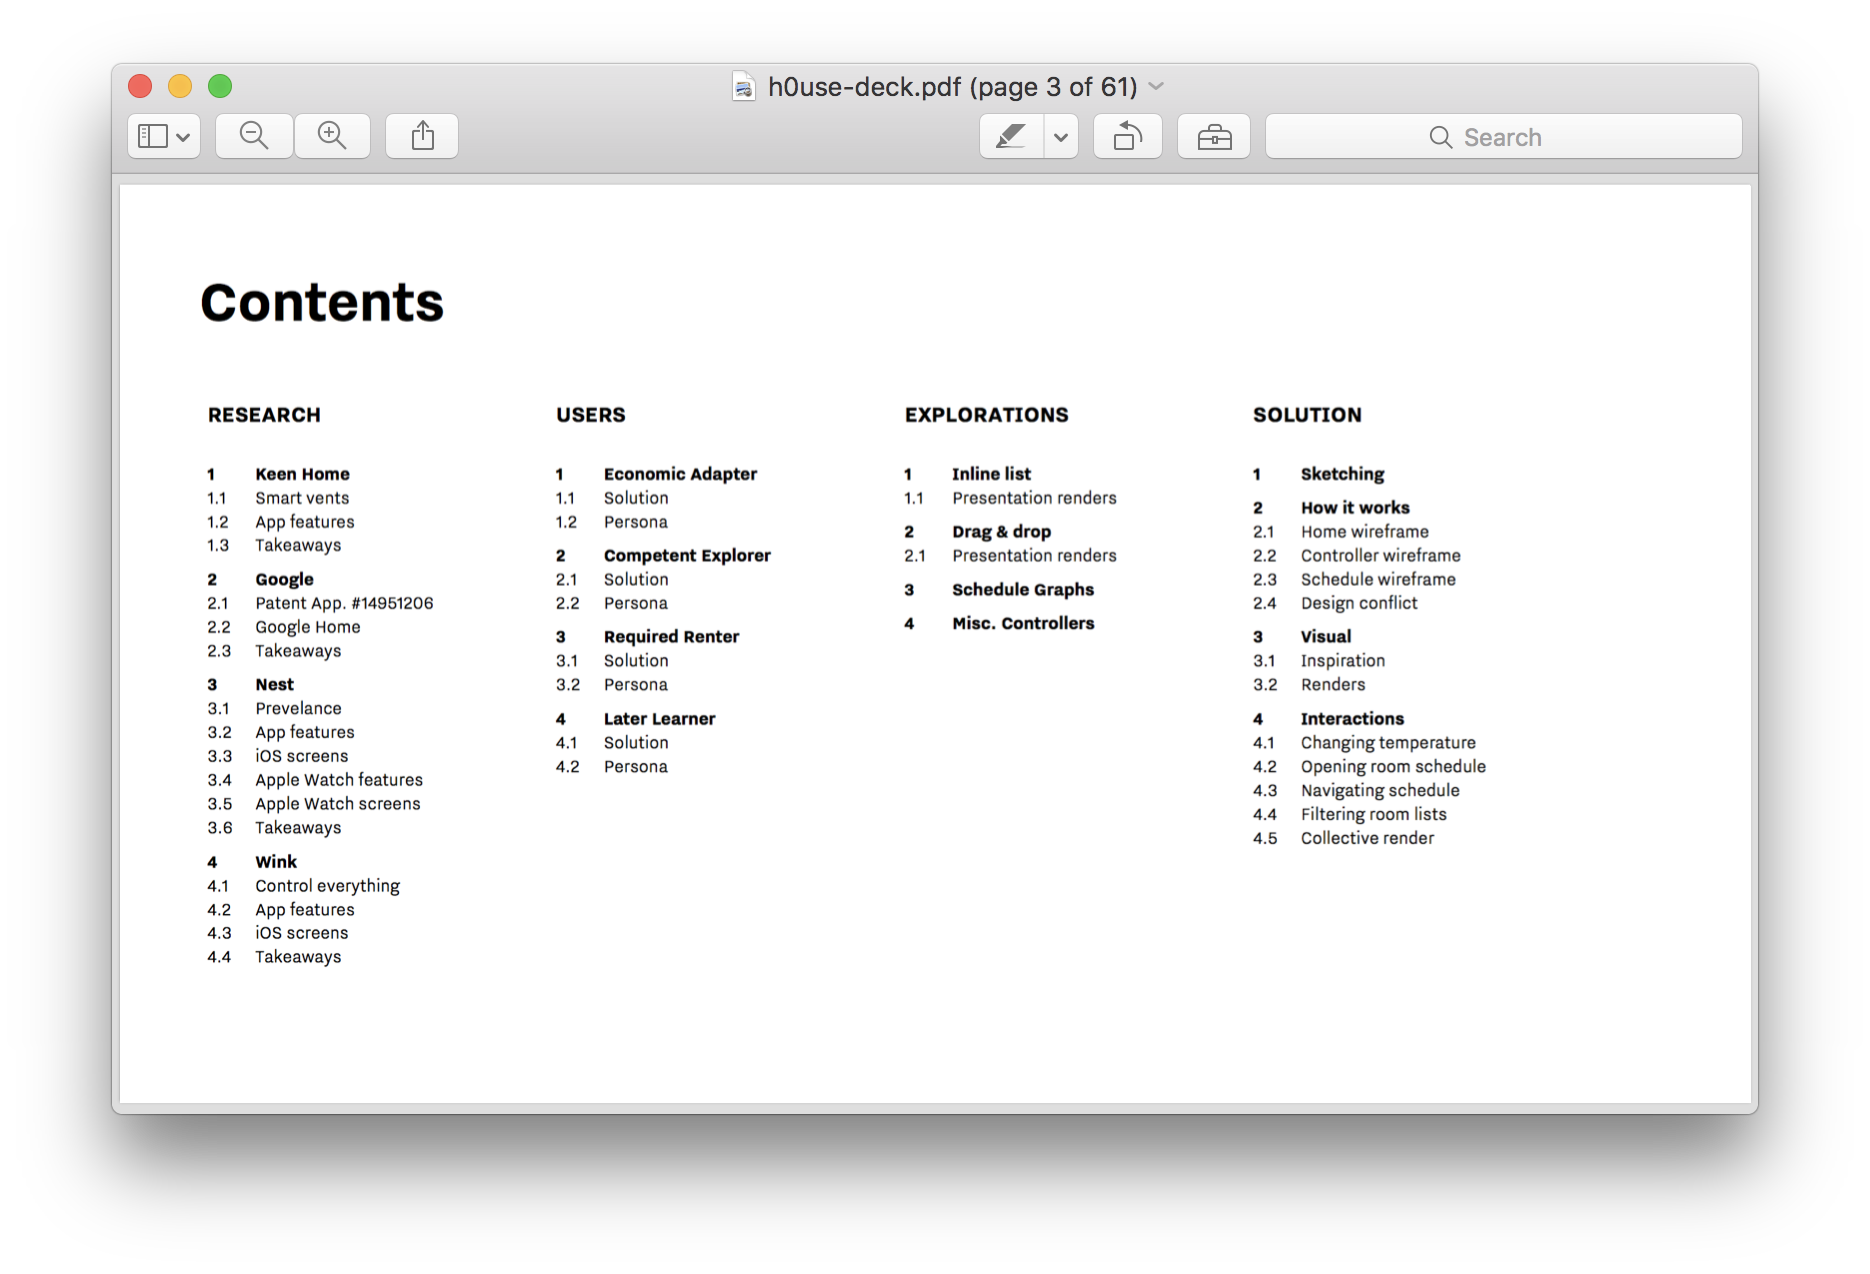 h0use-deck.pdf (page 3 of 61)
Search
Contents
RESEARCH
1 Keen Home
1.1 Smart vents
1.2 App features
1.3 Takeaways
2 Google
2.1 Patent App. #14951206
2.2 Google Home
2.3 Takeaways
3 Nest
3.1 Prevelance
3.2 App features
3.3 iOS screens
3.4 Apple Watch features
3.5 Apple Watch screens
3.6 Takeaways
4 Wink
4.1 Control everything
4.2 App features
4.3 iOS screens
4.4 Takeaways
USERS
1 Economic Adapter
1.1 Solution
1.2 Persona
2 Competent Explorer
2.1 Solution
2.2 Persona
3 Required Renter
3.1 Solution
3.2 Persona
4 Later Learner
4.1 Solution
4.2 Persona
EXPLORATIONS
1 Inline list
1.1 Presentation renders
2 Drag & drop
2.1 Presentation renders
3 Schedule Graphs
4 Misc. Controllers
SOLUTION
1 Sketching
2 How it works
2.1 Home wireframe
2.2 Controller wireframe
2.3 Schedule wireframe
2.4 Design conflict
3 Visual
3.1 Inspiration
3.2 Renders
4 Interactions
4.1 Changing temperature
4.2 Opening room schedule
4.3 Navigating schedule
4.4 Filtering room lists
4.5 Collective render